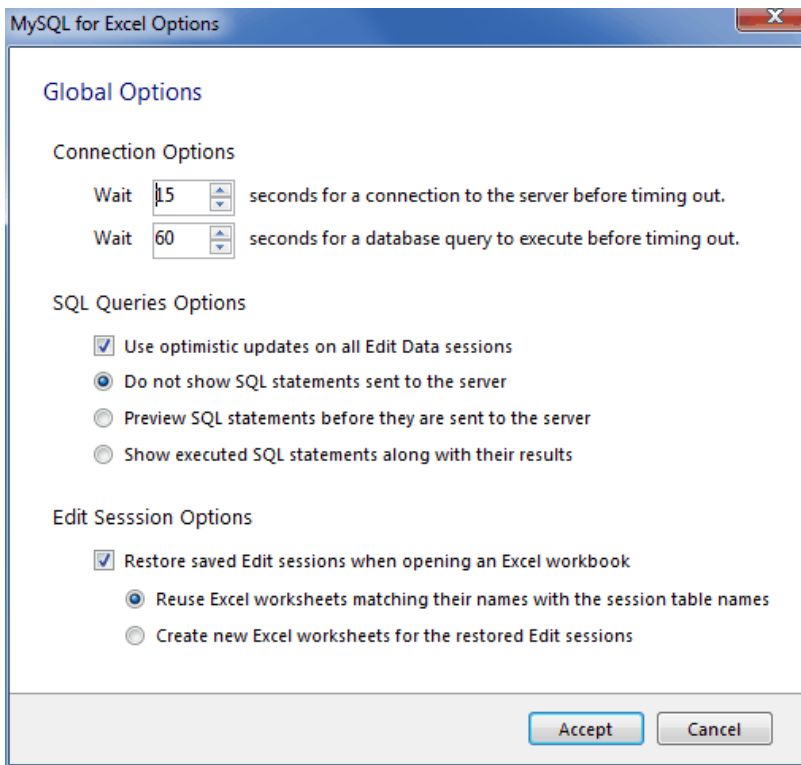 MySQL for Excel Options
x
Global Options
Connection Options
Wait 15 seconds for a connection to the server before timing out.
Wait 60 seconds for a database query to execute before timing out.
SQL Queries Options
Use optimistic updates on all Edit Data sessions
Do not show SQL statements sent to the server
Preview SQL statements before they are sent to the server
Show executed SQL statements along with their results
Edit Sesssion Options
Restore saved Edit sessions when opening an Excel workbook
Reuse Excel worksheets matching their names with the session table names
Create new Excel worksheets for the restored Edit sessions
Accept Cancel